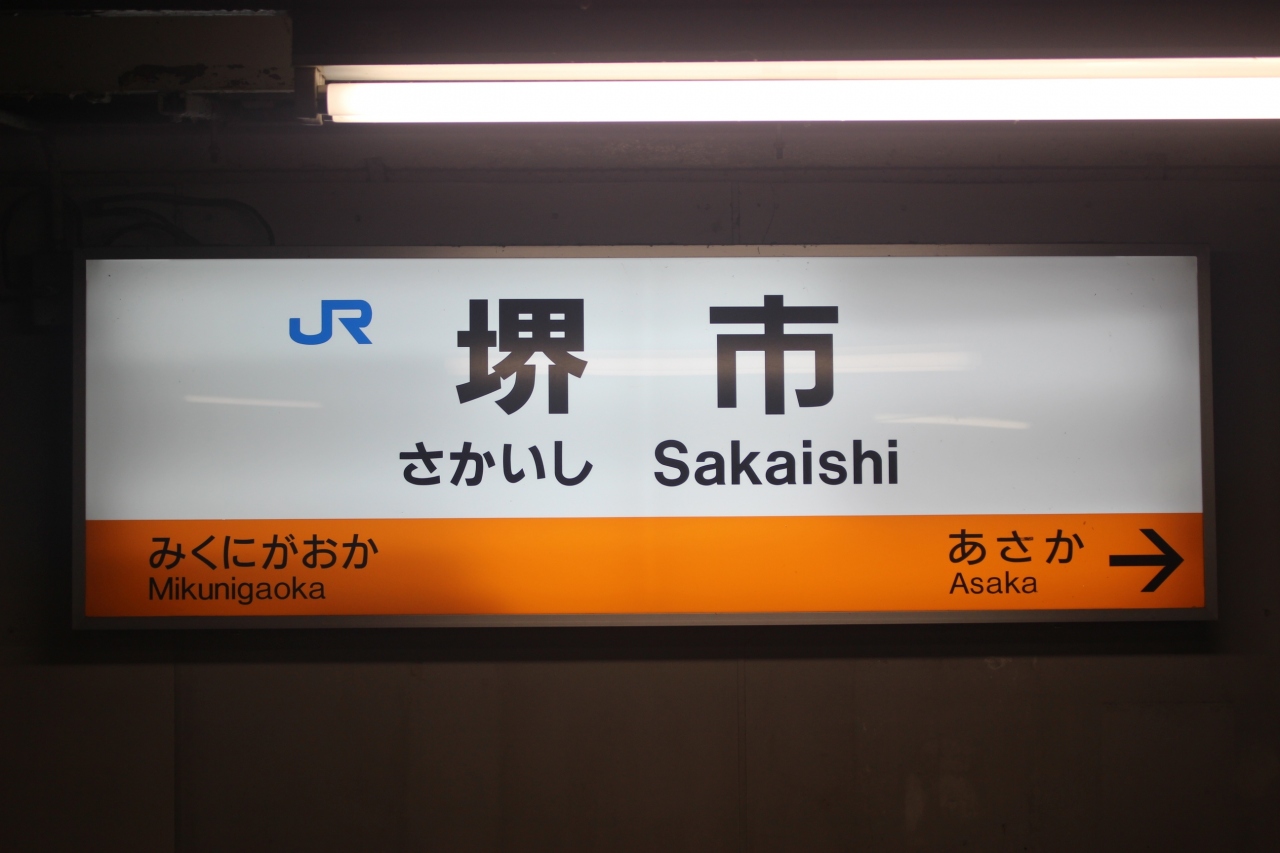 JR 堺 市
さかいし Sakaishi
みくにがおか あさか →
Mikunigaoka Asaka